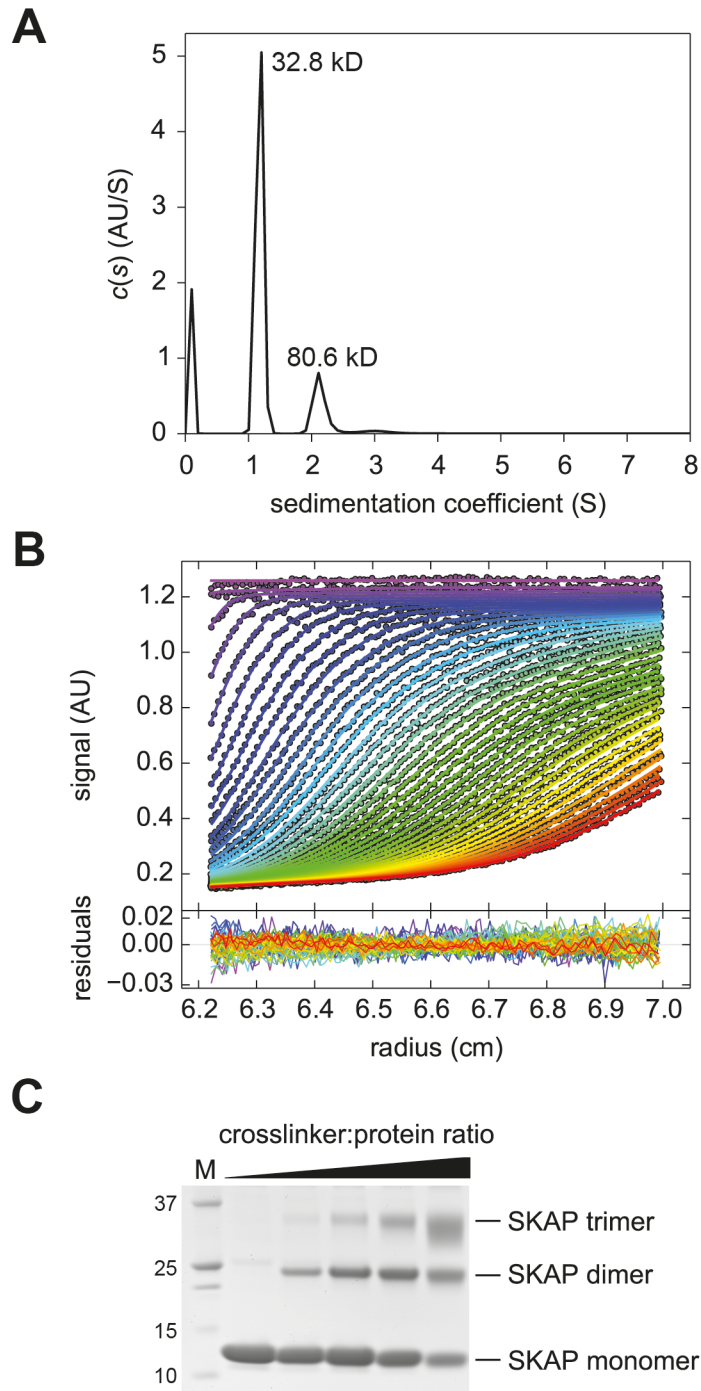 A
5
4
3
2
1
0
c(s) (AU/S)
32.8 kD
80.6 kD
0 1 2 3 4 5 6 7 8
sedimentation coefficient (S)
B
1.2
1.0
0.8
0.6
0.4
0.2
signal (AU)
0.02
0.00
−0.03
residuals
6.2 6.3 6.4 6.5 6.6 6.7 6.8 6.9 7.0
radius (cm)
C
crosslinker:protein ratio
M
37
SKAP trimer
25
SKAP dimer
15
SKAP monomer
10